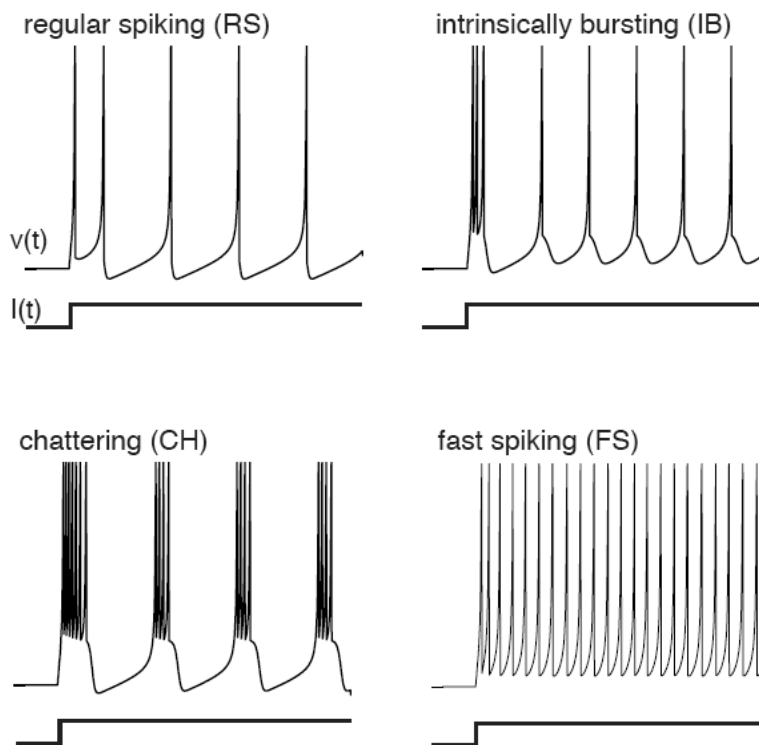 regular spiking (RS)
intrinsically bursting (IB)
v(t)
I(t)
chattering (CH)
fast spiking (FS)